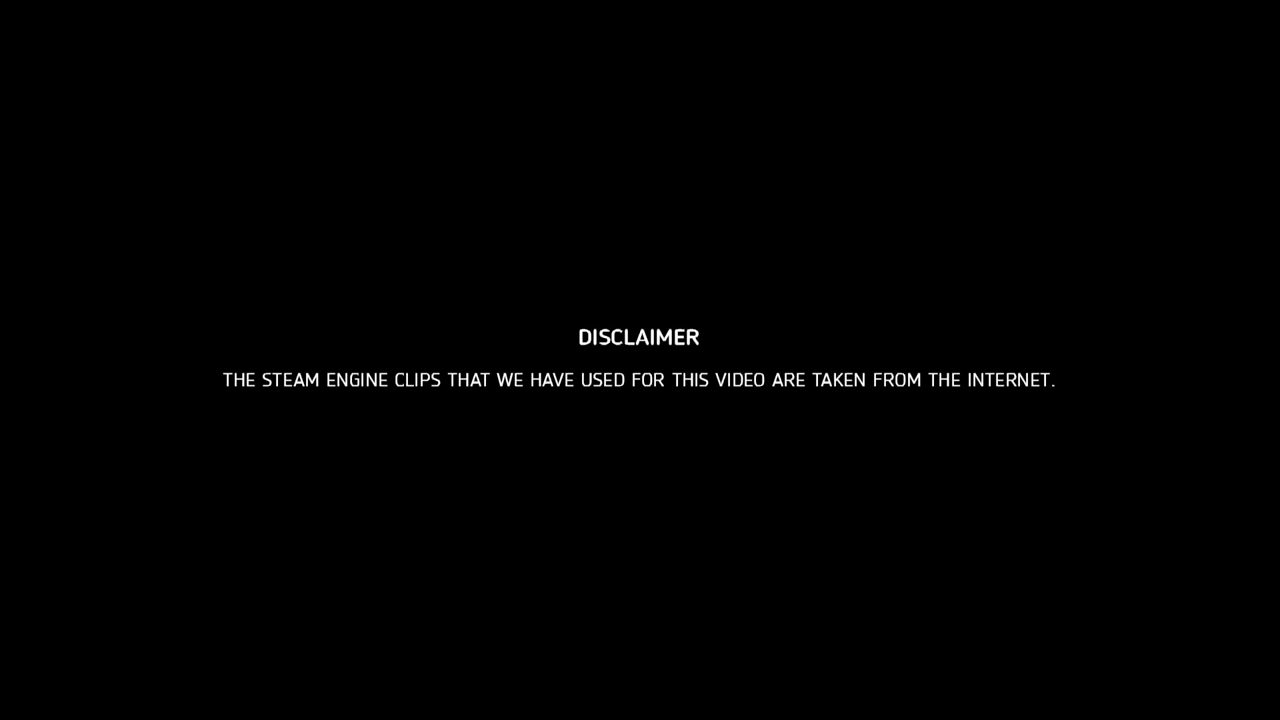 DISCLAIMER
THE STEAM ENGINE CLIPS THAT WE HAVE USED FOR THIS VIDEO ARE TAKEN FROM THE INTERNET.